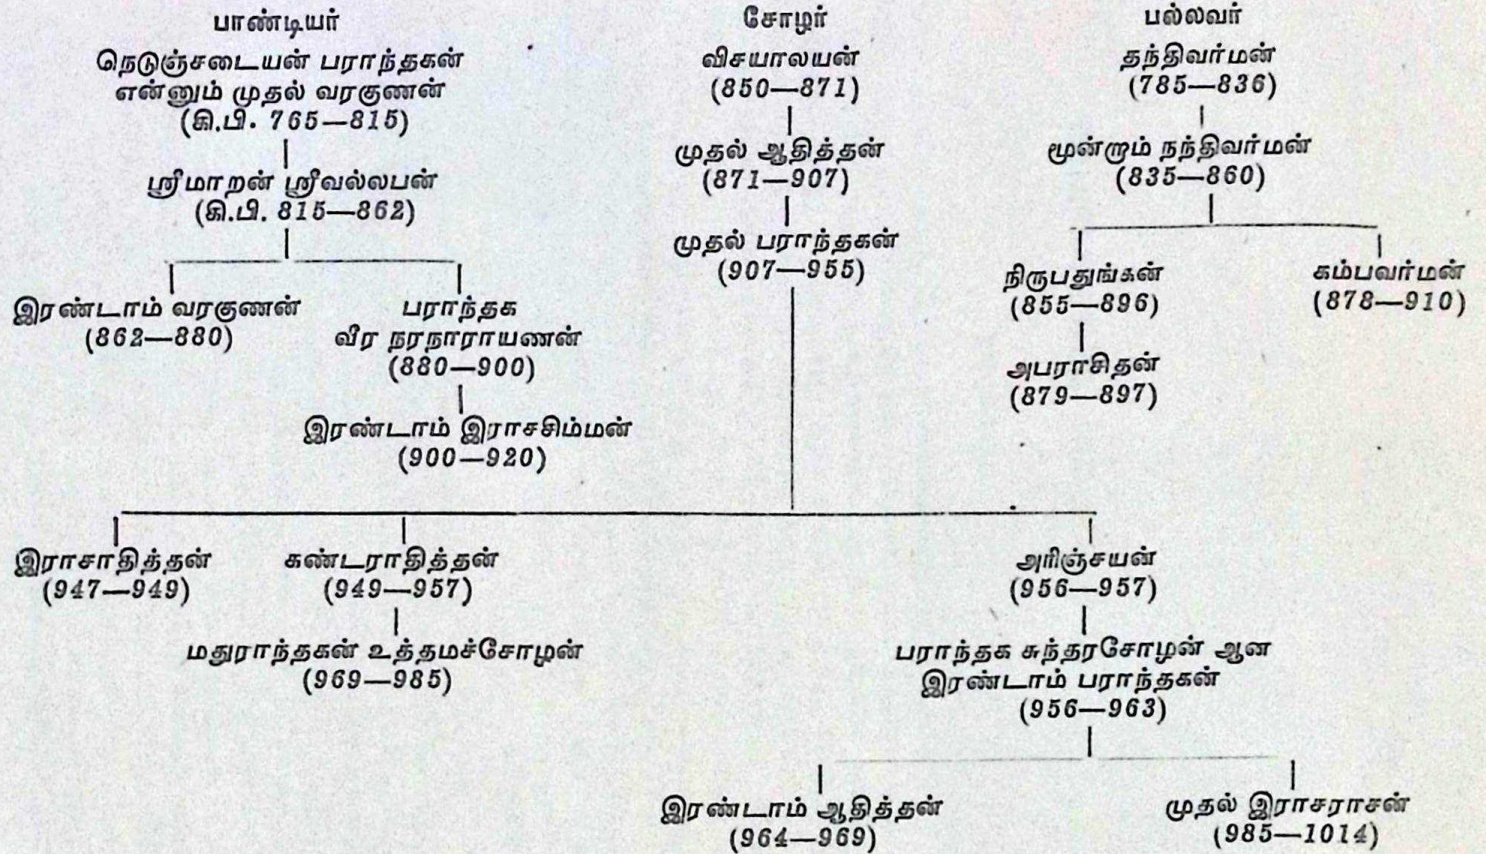 பாண்டியர்
நெடுஞ்சடையன் பராந்தகன்
என்னும் முதல் வரகுணன்
(கி.பி. 765—815)
ஸ்ரீமாறன் ஸ்ரீவல்லபன்
(கி.பி. 815—862)
இரண்டாம் வரகுணன்
(862—880)
பராந்தக
வீர நரநாராயணன்
(880—900)
இரண்டாம் இராசசிம்மன்
(900—920)
சோழர்
விசயாலயன்
(850—871)
முதல் ஆதித்தன்
(871—907)
முதல் பராந்தகன்
(907—955)
பல்லவர்
தந்திவர்மன்
(785—836)
மூன்றாம் நந்திவர்மன்
(835—860)
நிருபதுங்கன்
(855—896)
அபராசிதன்
(879—897)
கம்பவர்மன்
(878—910)
இராசாதித்தன்
(947—949)
கண்டராதித்தன்
(949—957)
மதுராந்தகன் உத்தமச்சோழன்
(969—985)
அரிஞ்சயன்
(956—957)
பராந்தக சுந்தரசோழன் ஆன
இரண்டாம் பராந்தகன்
(956—963)
இரண்டாம் ஆதித்தன்
(964—969)
முதல் இராசராசன்
(985—1014)